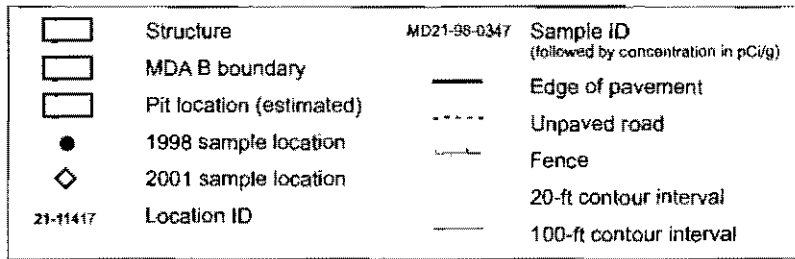 Structure
MDA B boundary
Pit location (estimated)
1998 sample location
2001 sample location
21-11417 Location ID
MD21-98-0347 Sample ID
(followed by concentration in pCi/g)
Edge of pavement
Unpaved road
Fence
20-ft contour interval
100-ft contour interval